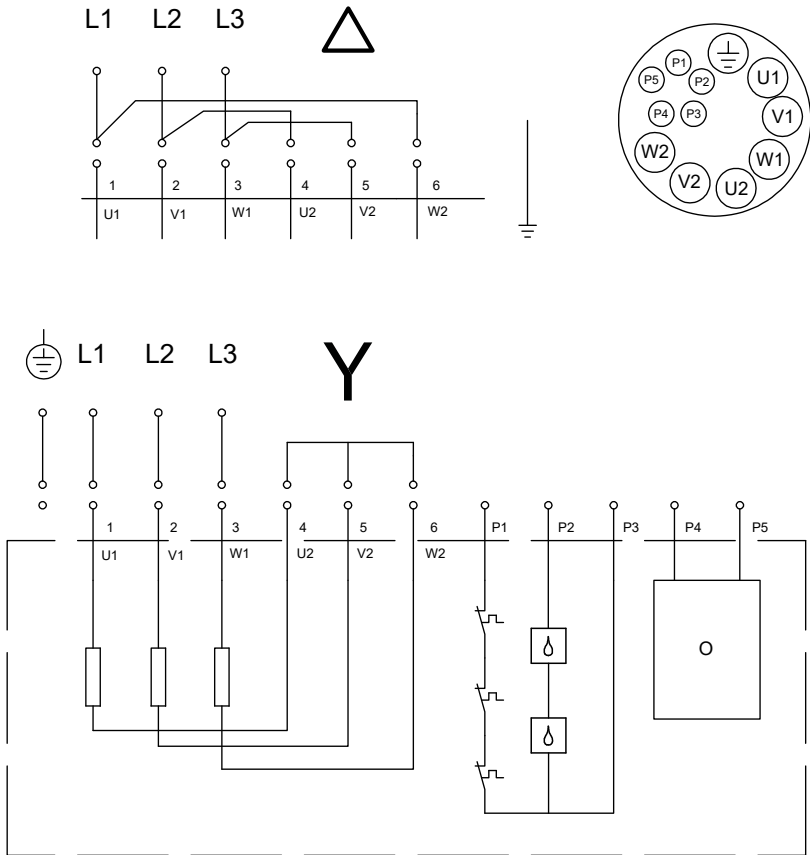 L1 L2 L3
1 2 3 4 5 6
U1 V1 W1 U2 V2 W2
P1
P5 P2 U1
P4 P3 V1
W2 W1
V2 U2
L1 L2 L3 Y
1 2 3 4 5 6 P1 P2 P3 P4 P5
U1 V1 W1 U2 V2 W2
O